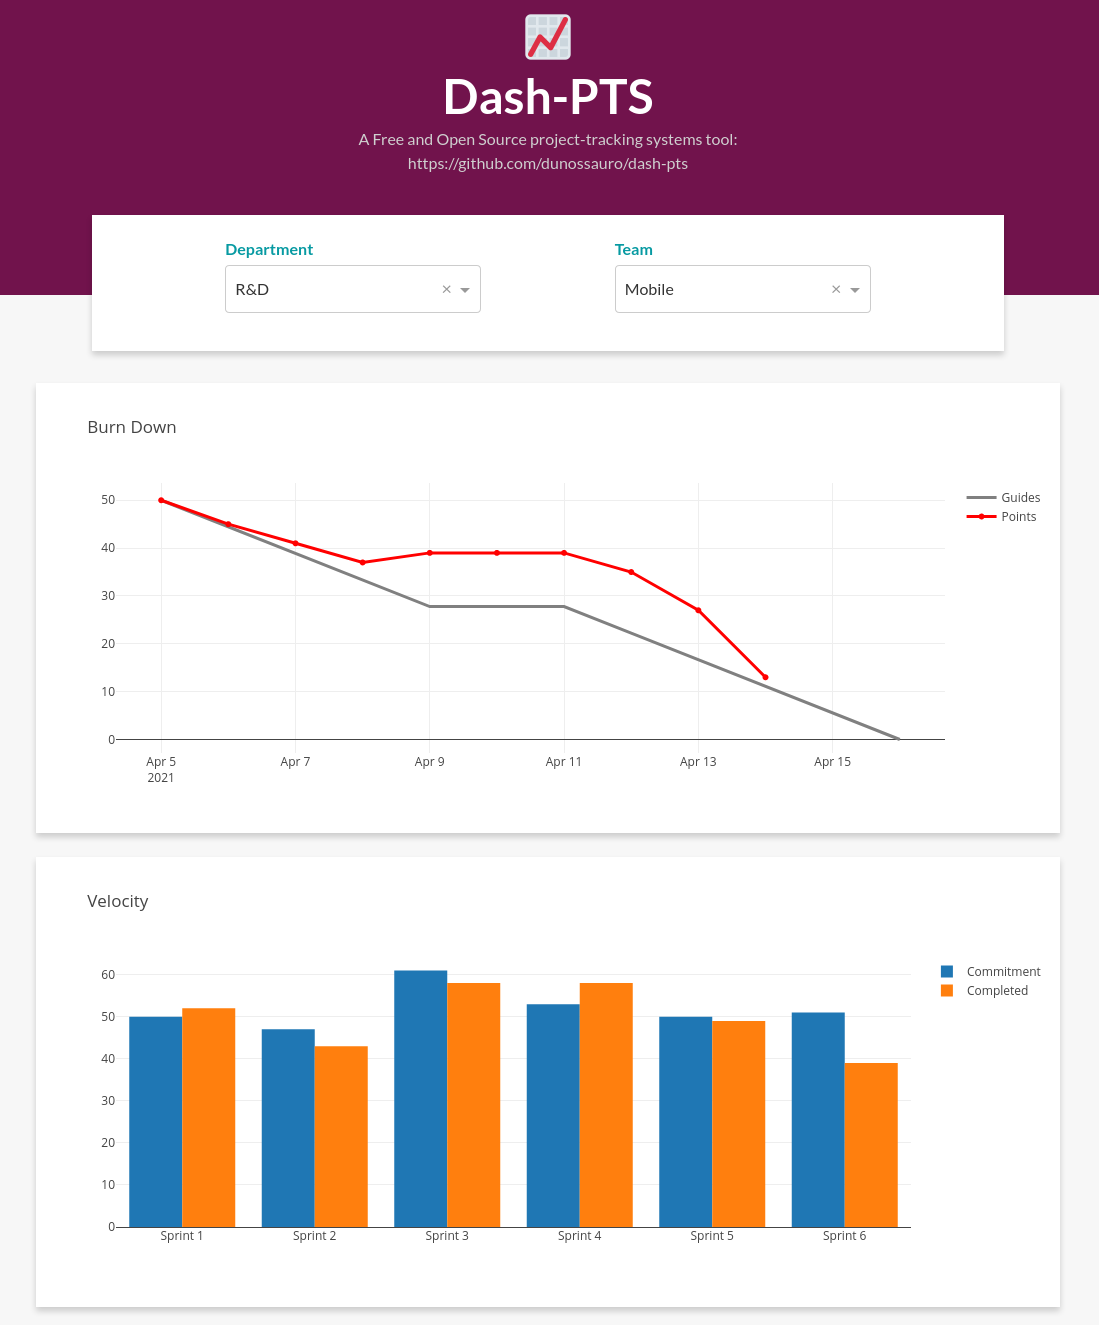 Dash-PTS
A Free and Open Source project-tracking systems tool:
https://github.com/dunossauro/dash-pts
Department
Team
R&D
Mobile
Burn Down
50
40
30
20
10
0
Apr 5
2021
Apr 7
Apr 9
Apr 11
Apr 13
Apr 15
Guides
Points
Velocity
60
50
40
30
20
10
0
Sprint 1
Sprint 2
Sprint 3
Sprint 4
Sprint 5
Sprint 6
Commitment
Completed